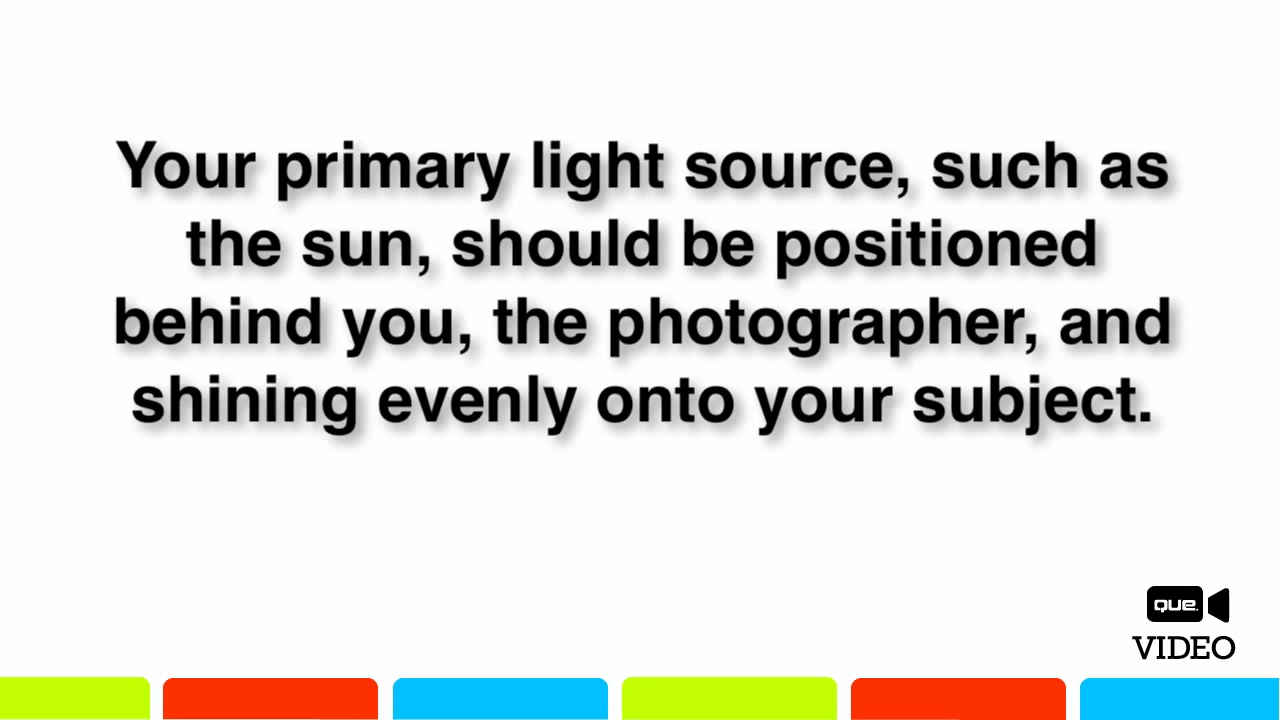 Your primary light source, such as
the sun, should be positioned
behind you, the photographer, and
shining evenly onto your subject.
que.
VIDEO